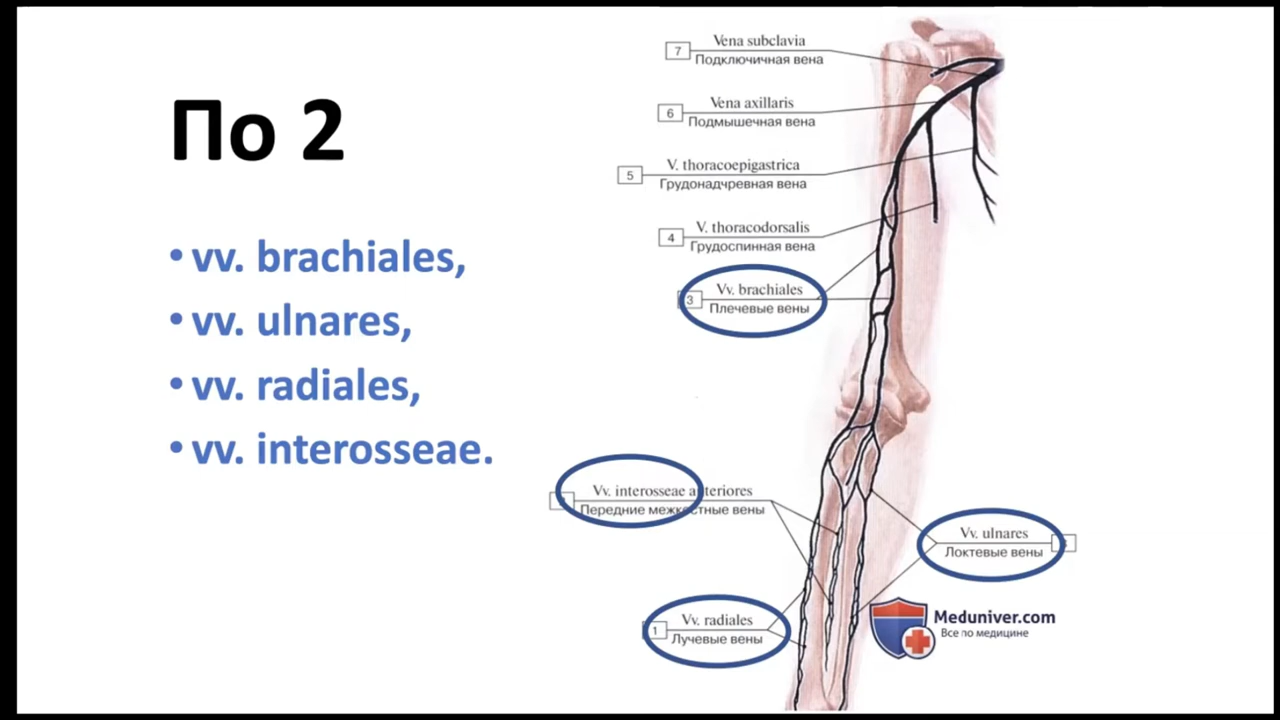 По 2
• vv. brachiales,
• vv. ulnares,
• vv. radiales,
• vv. interosseae.
7
Vena subclavia
Подключичная вена
6
Vena axillaris
Подмышечная вена
5
V. thoracoepigastrica
Грудонадчревная вена
4
V. thoracodorsalis
Грудоспинная вена
3
Vv. brachiales
Плечевые вены
Vv. interosseae anteriores
Передние межкостные вены
Vv. ulnares
Локтевые вены
1
Vv. radiales
Лучевые вены
Meduniver.com
Все по медицине